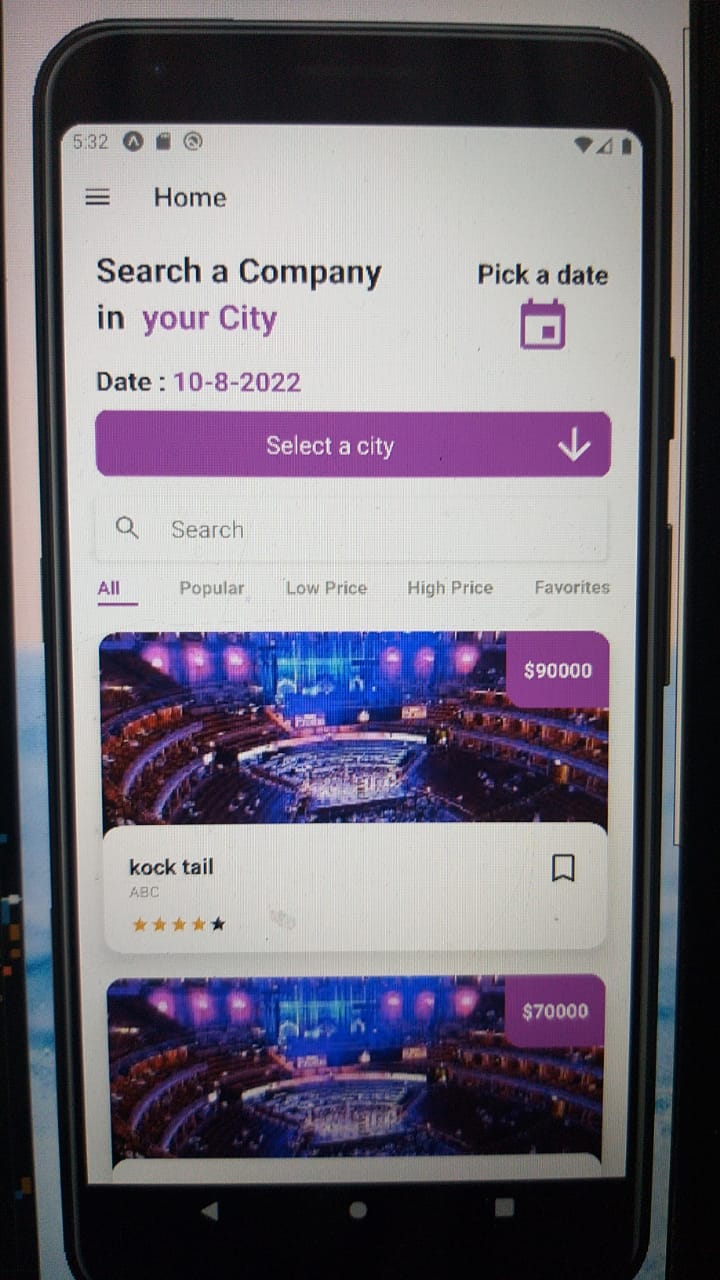 5:32
Home
Search a Company
in your City
Pick a date
Date : 10-8-2022
Select a city
Search
All Popular Low Price High Price Favorites
$90000
kock tail
ABC
$70000